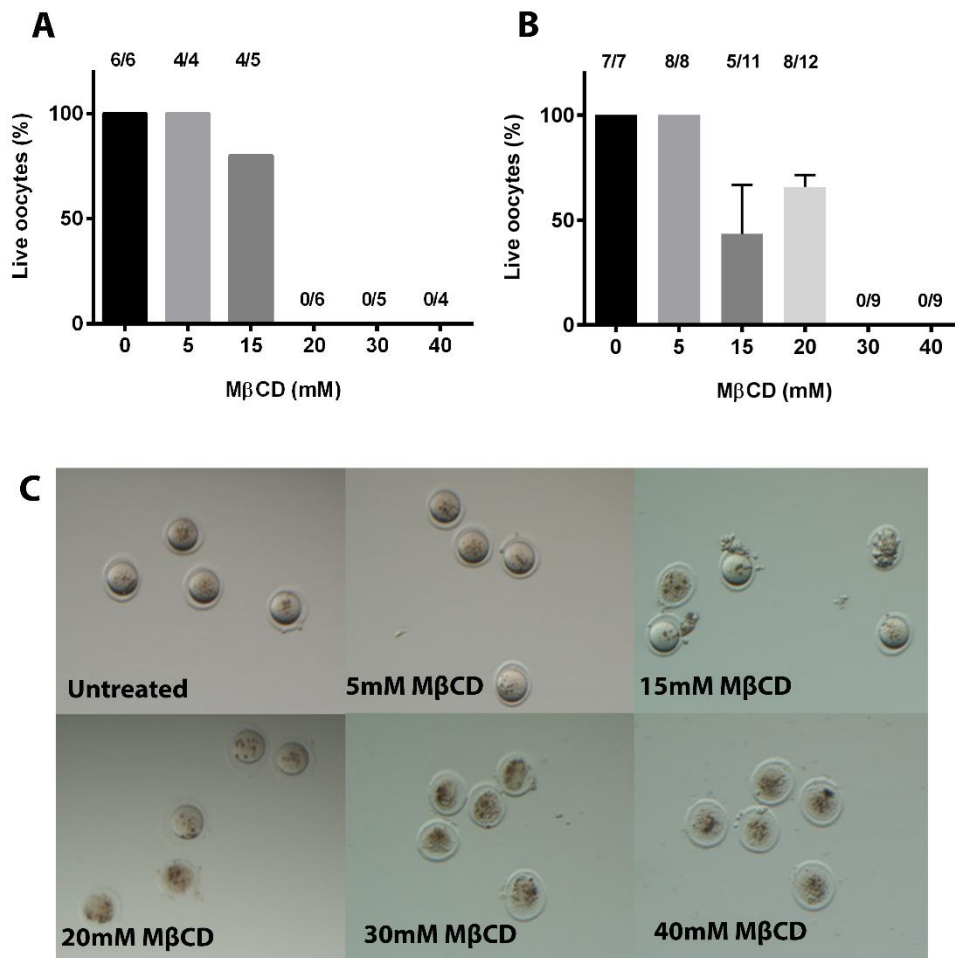 A
6/6 4/4 4/5
Live oocytes (%)
100
50
0
0/6 0/5 0/4
0 5 15 20 30 40
MβCD (mM)
B
7/7 8/8 5/11 8/12
Live oocytes (%)
100
50
0
0/9 0/9
0 5 15 20 30 40
MβCD (mM)
C
Untreated
5mM MβCD
15mM MβCD
20mM MβCD
30mM MβCD
40mM MβCD